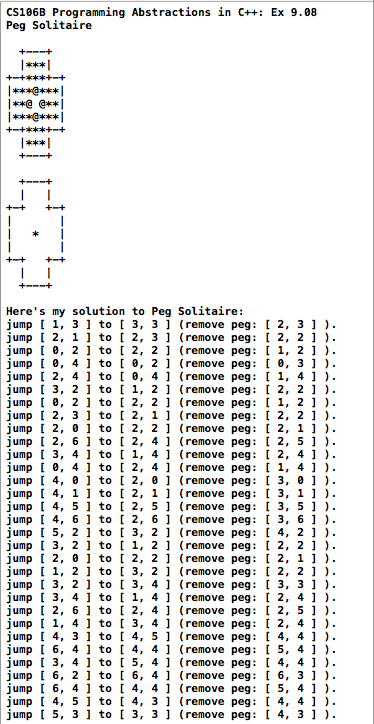 CS106B Programming Abstractions in C++: Ex 9.08
Peg Solitaire
+---+
|***|
+-+***+-+
|***@***|
|**@ @**|
|***@***|
+-+***+-+
|***|
+---+
+---+
|   |
+-+   +-+
|       |
|   *   |
|       |
+-+   +-+
|   |
+---+
Here's my solution to Peg Solitaire:
jump [ 1, 3 ] to [ 3, 3 ] (remove peg: [ 2, 3 ] ).
jump [ 2, 1 ] to [ 2, 3 ] (remove peg: [ 2, 2 ] ).
jump [ 0, 2 ] to [ 2, 2 ] (remove peg: [ 1, 2 ] ).
jump [ 0, 4 ] to [ 0, 2 ] (remove peg: [ 0, 3 ] ).
jump [ 2, 4 ] to [ 0, 4 ] (remove peg: [ 1, 4 ] ).
jump [ 3, 2 ] to [ 1, 2 ] (remove peg: [ 2, 2 ] ).
jump [ 0, 2 ] to [ 2, 2 ] (remove peg: [ 1, 2 ] ).
jump [ 2, 3 ] to [ 2, 1 ] (remove peg: [ 2, 2 ] ).
jump [ 2, 0 ] to [ 2, 2 ] (remove peg: [ 2, 1 ] ).
jump [ 2, 6 ] to [ 2, 4 ] (remove peg: [ 2, 5 ] ).
jump [ 3, 4 ] to [ 1, 4 ] (remove peg: [ 2, 4 ] ).
jump [ 0, 4 ] to [ 2, 4 ] (remove peg: [ 1, 4 ] ).
jump [ 4, 0 ] to [ 2, 0 ] (remove peg: [ 3, 0 ] ).
jump [ 4, 1 ] to [ 2, 1 ] (remove peg: [ 3, 1 ] ).
jump [ 4, 5 ] to [ 2, 5 ] (remove peg: [ 3, 5 ] ).
jump [ 4, 6 ] to [ 2, 6 ] (remove peg: [ 3, 6 ] ).
jump [ 5, 2 ] to [ 3, 2 ] (remove peg: [ 4, 2 ] ).
jump [ 3, 2 ] to [ 1, 2 ] (remove peg: [ 2, 2 ] ).
jump [ 2, 0 ] to [ 2, 2 ] (remove peg: [ 2, 1 ] ).
jump [ 1, 2 ] to [ 3, 2 ] (remove peg: [ 2, 2 ] ).
jump [ 3, 2 ] to [ 3, 4 ] (remove peg: [ 3, 3 ] ).
jump [ 3, 4 ] to [ 1, 4 ] (remove peg: [ 2, 4 ] ).
jump [ 2, 6 ] to [ 2, 4 ] (remove peg: [ 2, 5 ] ).
jump [ 1, 4 ] to [ 3, 4 ] (remove peg: [ 2, 4 ] ).
jump [ 4, 3 ] to [ 4, 5 ] (remove peg: [ 4, 4 ] ).
jump [ 6, 4 ] to [ 4, 4 ] (remove peg: [ 5, 4 ] ).
jump [ 3, 4 ] to [ 5, 4 ] (remove peg: [ 4, 4 ] ).
jump [ 6, 2 ] to [ 6, 4 ] (remove peg: [ 6, 3 ] ).
jump [ 6, 4 ] to [ 4, 4 ] (remove peg: [ 5, 4 ] ).
jump [ 4, 5 ] to [ 4, 3 ] (remove peg: [ 4, 4 ] ).
jump [ 5, 3 ] to [ 3, 3 ] (remove peg: [ 4, 3 ] ).